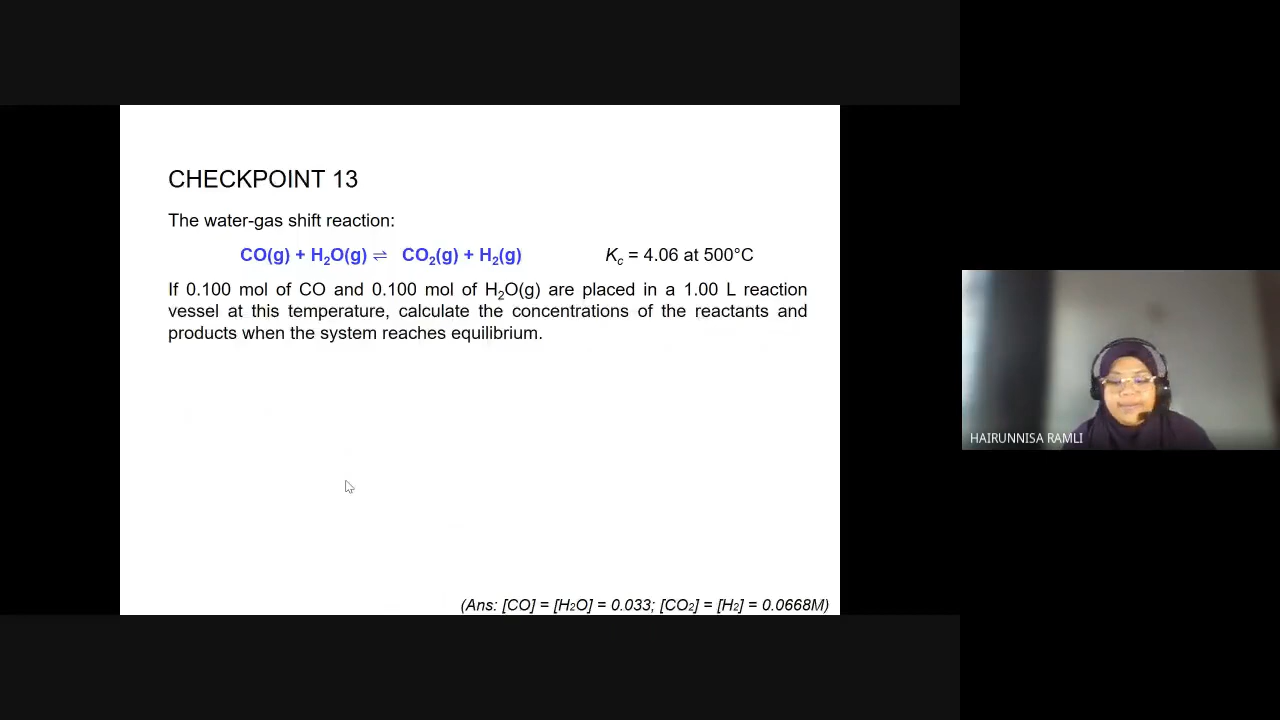 CHECKPOINT 13
The water-gas shift reaction:
CO(g) + H₂O(g) ⇌ CO₂(g) + H₂(g) K꜀ = 4.06 at 500°C
If 0.100 mol of CO and 0.100 mol of H₂O(g) are placed in a 1.00 L reaction
vessel at this temperature, calculate the concentrations of the reactants and
products when the system reaches equilibrium.
HAIRUNNISA RAMLI
(Ans: [CO] = [H₂O] = 0.033; [CO₂] = [H₂] = 0.0668M)